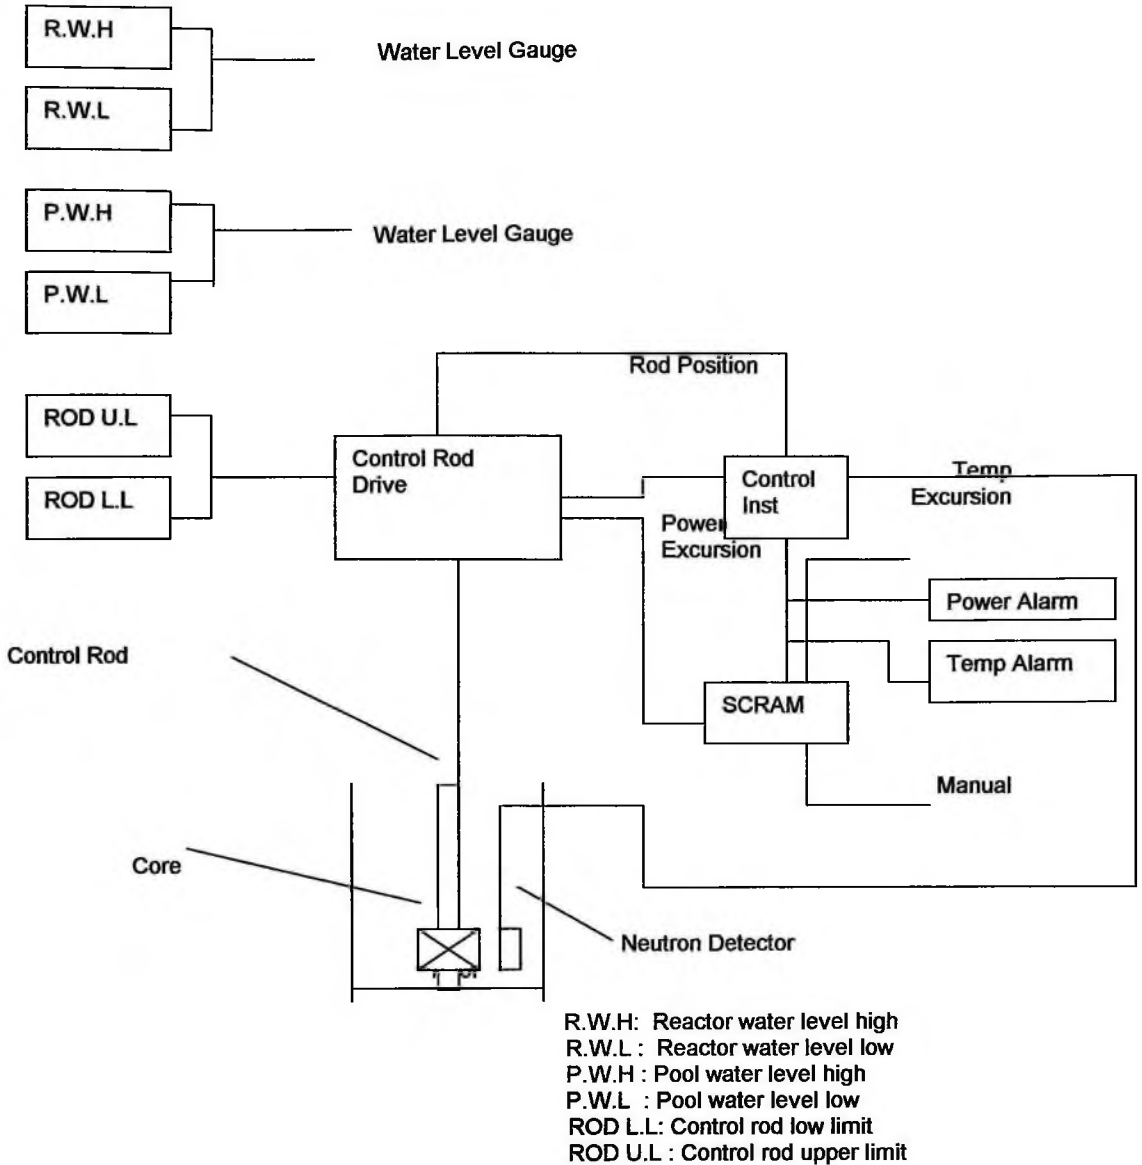 R.W.H
Water Level Gauge
R.W.L
P.W.H
Water Level Gauge
P.W.L
Rod Position
ROD U.L
Control Rod
Drive
Control
Inst
Temp
Excursion
ROD L.L
Power
Excursion
Power Alarm
Control Rod
Temp Alarm
SCRAM
Manual
Core
Neutron Detector
R.W.H: Reactor water level high
R.W.L : Reactor water level low
P.W.H : Pool water level high
P.W.L : Pool water level low
ROD L.L: Control rod low limit
ROD U.L : Control rod upper limit